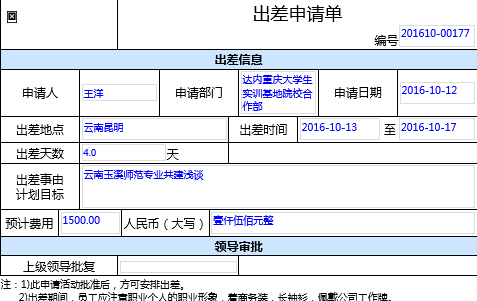 出差申请单
编号 201610-00177
出差信息
申请人 王洋 申请部门 达内重庆大学生实训基地院校合作部 申请日期 2016-10-12
出差地点 云南昆明 出差时间 2016-10-13 至 2016-10-17
出差天数 4.0 天
出差事由 云南玉溪师范专业共建浅谈
计划目标
预计费用 1500.00 人民币（大写） 壹仟伍佰元整
领导审批
上级领导批复
注：1)此申请活动批准后，方可安排出差。
2)出差期间，员工应注意职业个人的职业形象，着商务装，长袖衫，佩戴公司工作牌。